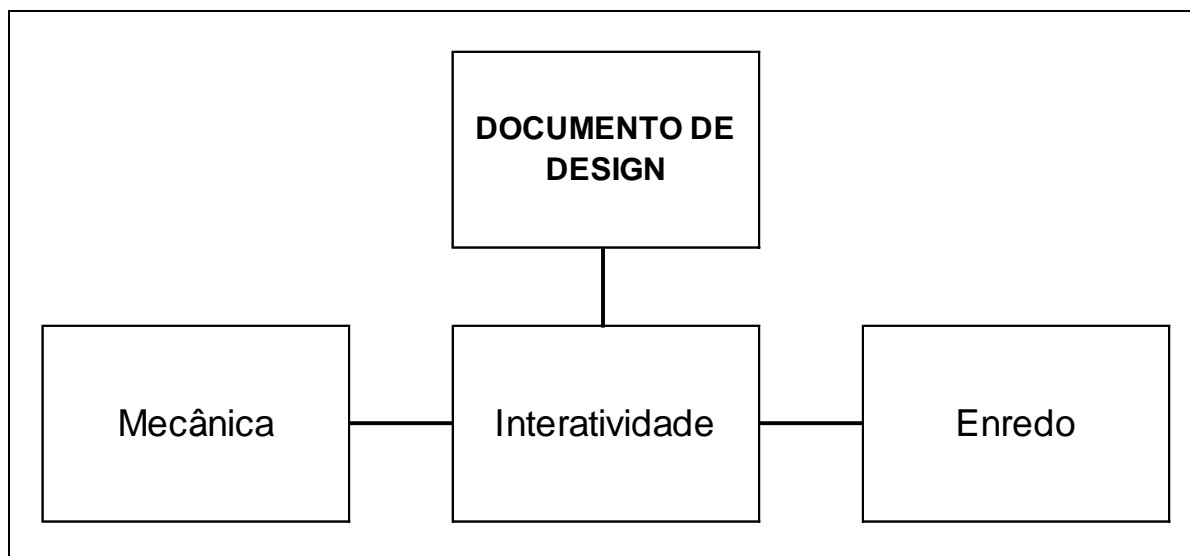 DOCUMENTO DE
DESIGN
Mecânica
Interatividade
Enredo